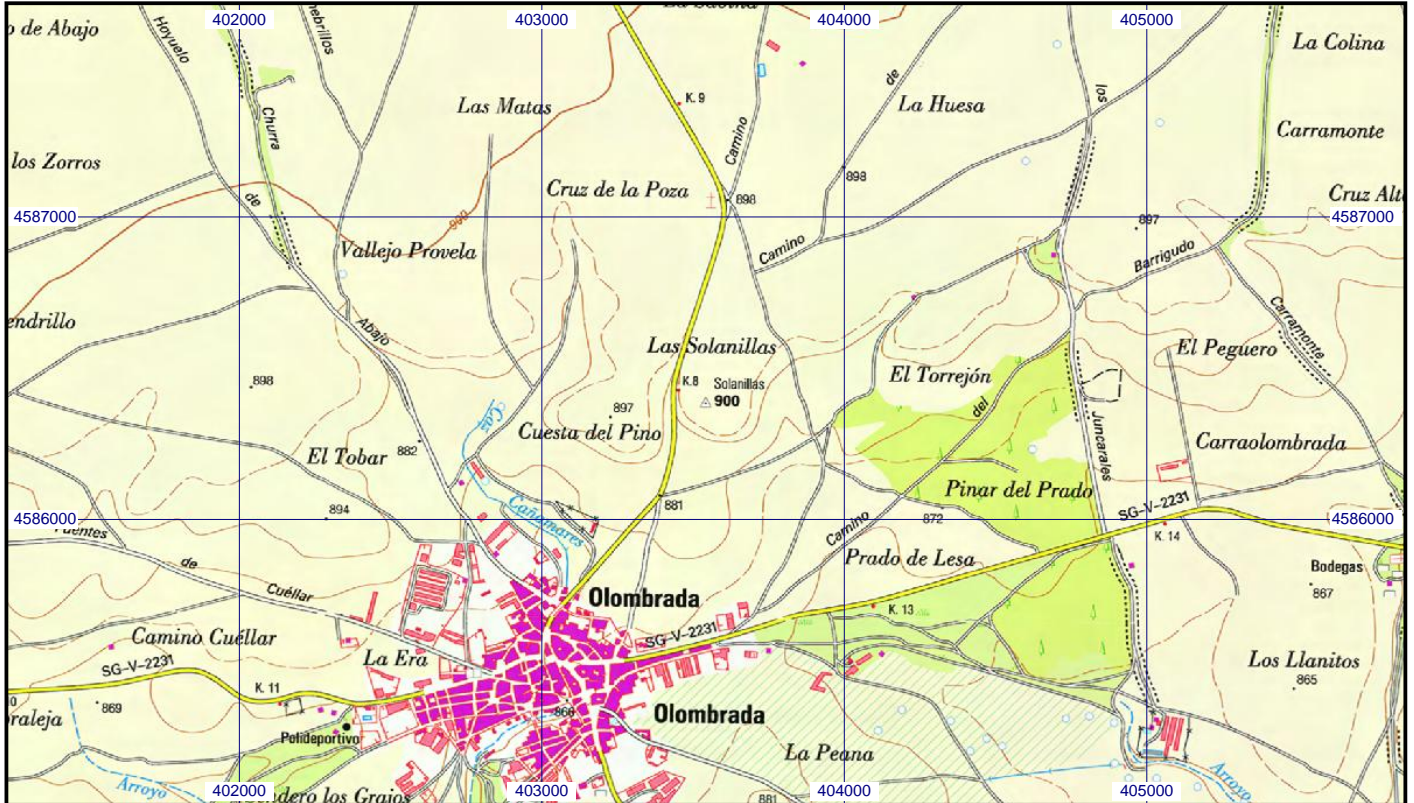 402000
403000
404000
405000
o de Abajo
Hoyuelo
nebrillos
La Colina
K. 9
de
los
Las Matas
La Huesa
Churra
Camino
Carramonte
los Zorros
898
Cruz de la Poza
de
898
Cruz Alt
4587000
4587000
900
897
Vallejo Provela
Camino
Barrigudo
endrillo
Abajo
Carramonte
Las Solanillas
El Peguero
898
K.8
Solanillas
900
El Torrejón
del
Caz
897
Cuesta del Pino
Juncarales
El Tobar
882
Carraolombrada
Pinar del Prado
894
Cañamares
881
SG-V-2231
4586000
4586000
872
Camino
K. 14
de
Prado de Lesa
Bodegas
Cuéllar
Olombrada
867
K. 13
Camino Cuéllar
SG-V-2231
La Era
SG-V-2231
Los Llanitos
K. 11
865
0
oraleja
869
866
Olombrada
Polideportivo
La Peana
Arroyo
Arroyo
881
402000
403000
404000
405000